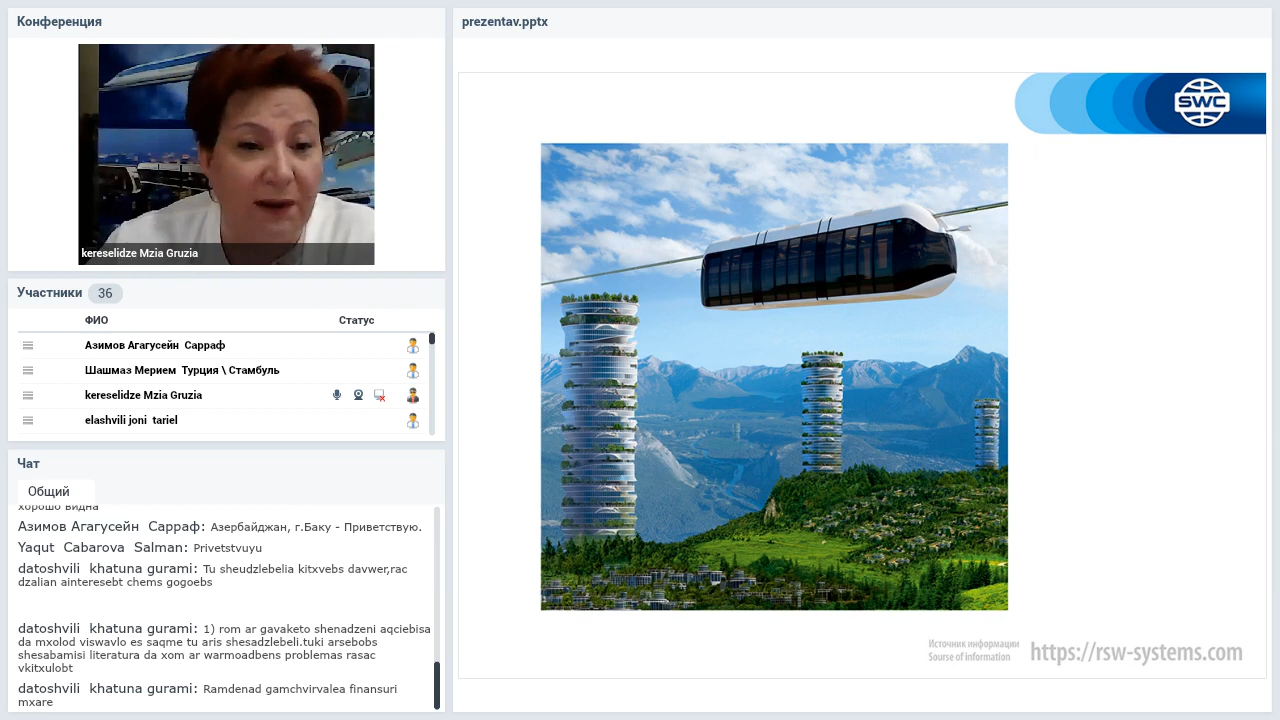 Конференция
kereselidze Mzia Gruzia
Участники 36
ФИО Статус
Азимов Агагусейн Сарраф
Шашмаз Мерием Турция \ Стамбуль
kereselidze Mzia Gruzia
elashvili joni tariel
Чат
Общий
хорошо видна
Азимов Агагусейн Сарраф: Азербайджан, г.Баку - Приветствую.
Yaqut Cabarova Salman: Privetstvuyu
datoshvili khatuna gurami: Tu sheudzlebelia kitxvebs davwer,rac
dzalian ainteresebt chems gogoebs
datoshvili khatuna gurami: 1) rom ar gavaketo shenadzeni aqciebisa
da mxolod viswavlo es saqme tu aris shesadzlebeli.tuki arsebobs
shesabamisi literatura da xom ar warmoadbens problemas rasac
vkitxulobt
datoshvili khatuna gurami: Ramdenad gamchvirvalea finansuri
mxare
prezentav.pptx
SWC
Источник информации
Sourse of information
https://rsw-systems.com